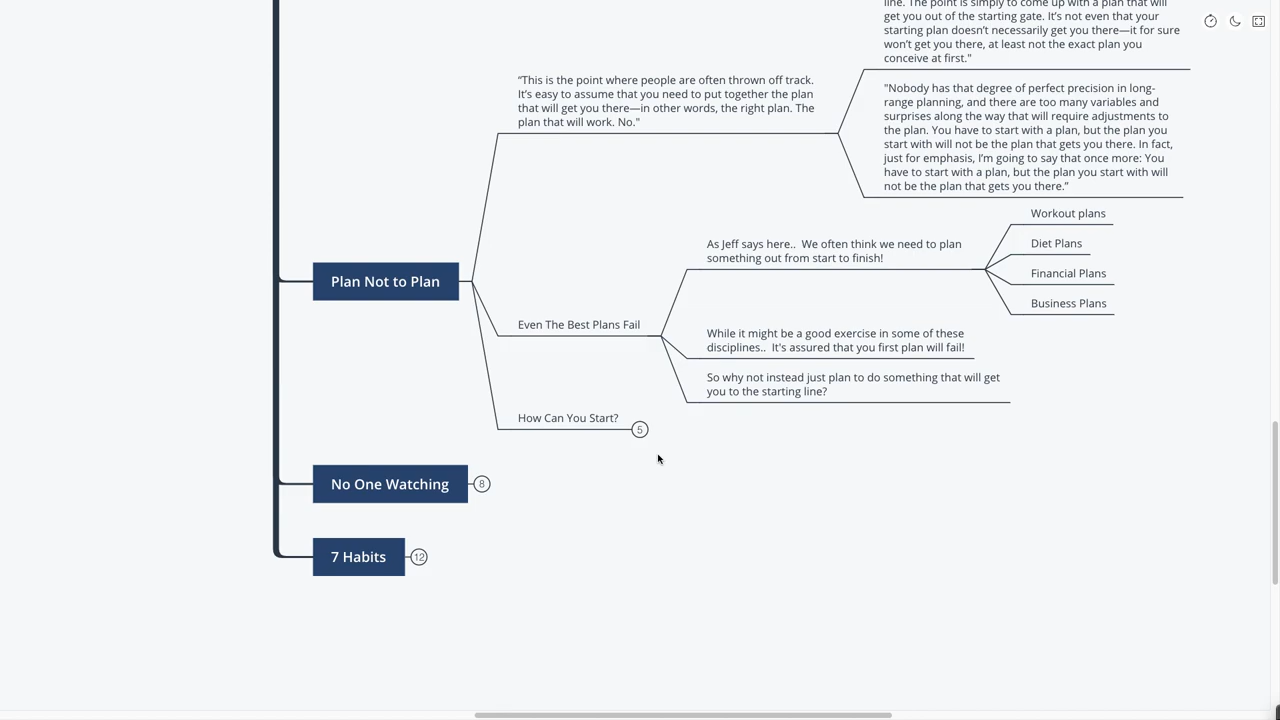 line. The point is simply to come up with a plan that will
get you out of the starting gate. It’s not even that your
starting plan doesn’t necessarily get you there—it for sure
won’t get you there, at least not the exact plan you
conceive at first."
“This is the point where people are often thrown off track.
It’s easy to assume that you need to put together the plan
that will get you there—in other words, the right plan. The
plan that will work. No."
"Nobody has that degree of perfect precision in long-
range planning, and there are too many variables and
surprises along the way that will require adjustments to
the plan. You have to start with a plan, but the plan you
start with will not be the plan that gets you there. In fact,
just for emphasis, I’m going to say that once more: You
have to start with a plan, but the plan you start with will
not be the plan that gets you there.”
Plan Not to Plan
Even The Best Plans Fail
As Jeff says here.. We often think we need to plan
something out from start to finish!
Workout plans
Diet Plans
Financial Plans
Business Plans
While it might be a good exercise in some of these
disciplines.. It's assured that you first plan will fail!
So why not instead just plan to do something that will get
you to the starting line?
How Can You Start?
5
No One Watching
8
7 Habits
12